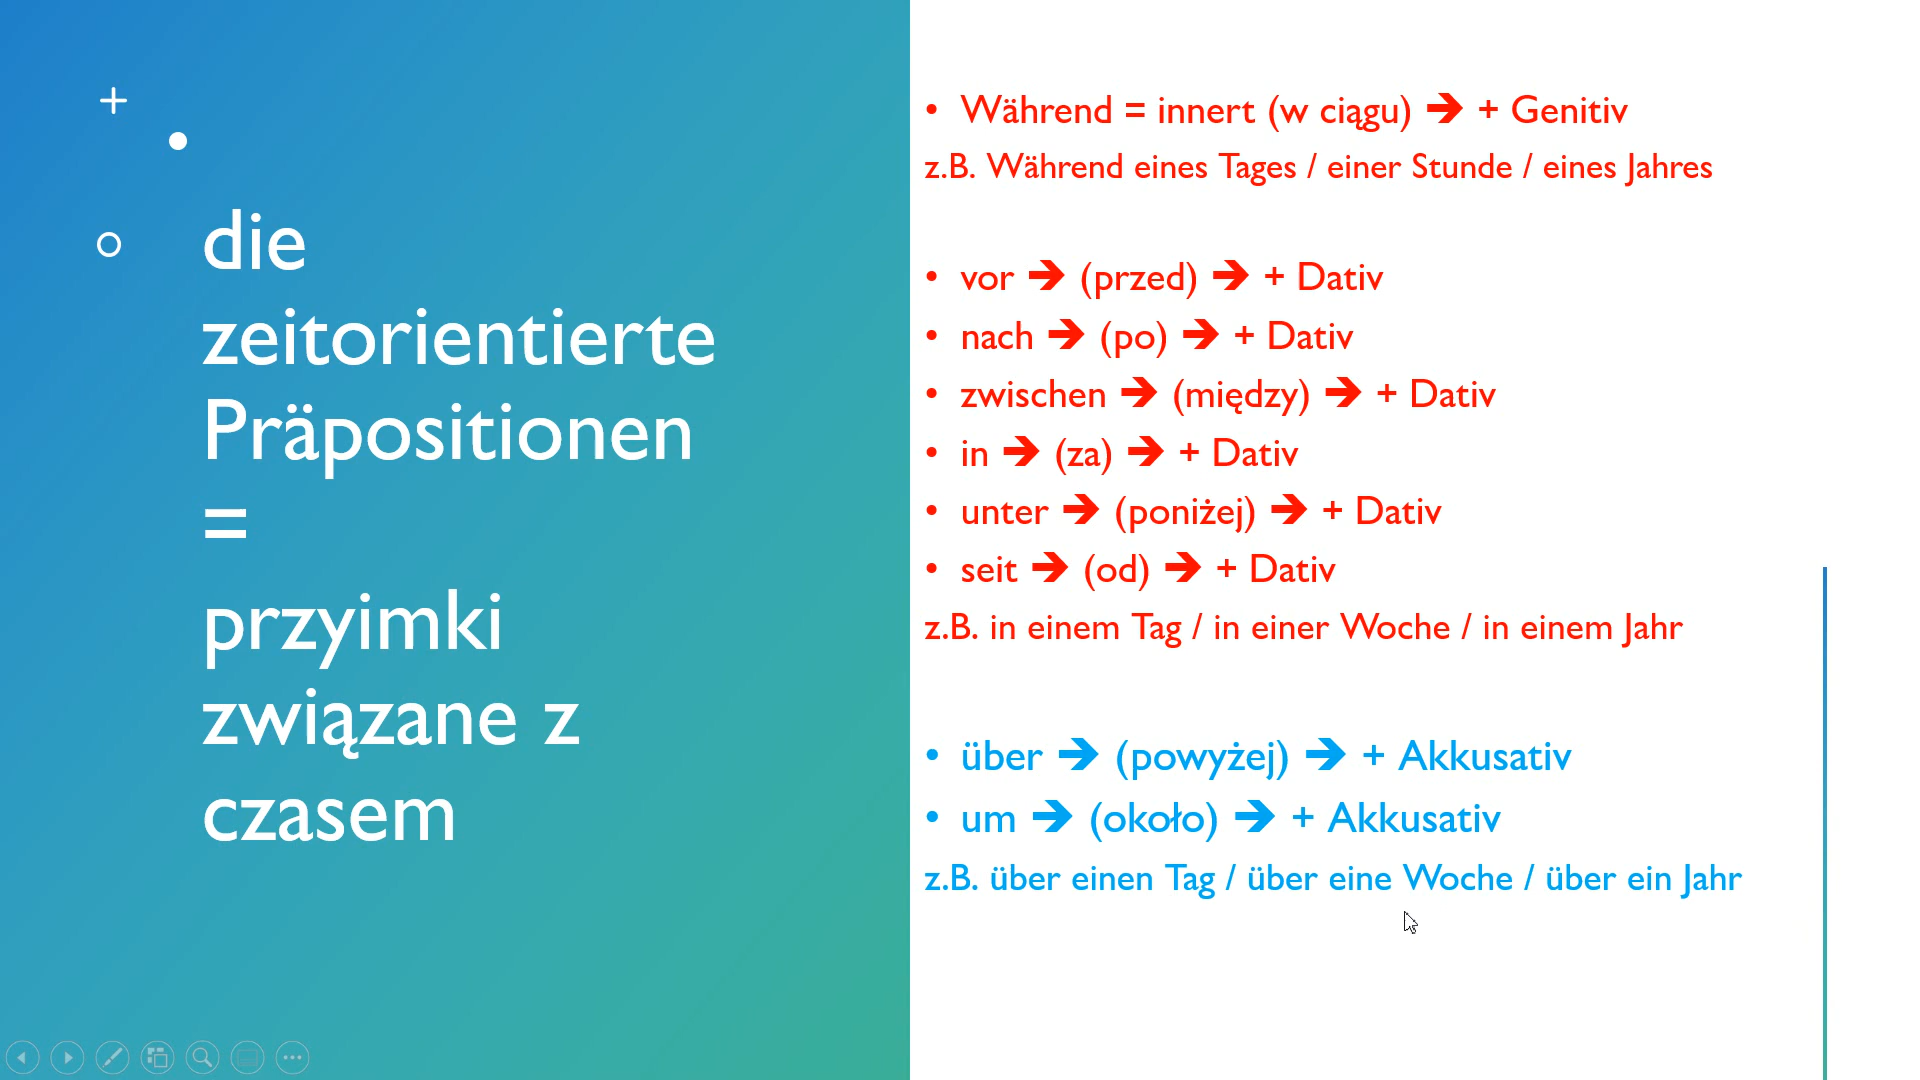 die
zeitorientierte
Präpositionen
=
przyimki
związane z
czasem
• Während = innert (w ciągu) ➔ + Genitiv
z.B. Während eines Tages / einer Stunde / eines Jahres
• vor ➔ (przed) ➔ + Dativ
• nach ➔ (po) ➔ + Dativ
• zwischen ➔ (między) ➔ + Dativ
• in ➔ (za) ➔ + Dativ
• unter ➔ (poniżej) ➔ + Dativ
• seit ➔ (od) ➔ + Dativ
z.B. in einem Tag / in einer Woche / in einem Jahr
• über ➔ (powyżej) ➔ + Akkusativ
• um ➔ (około) ➔ + Akkusativ
z.B. über einen Tag / über eine Woche / über ein Jahr